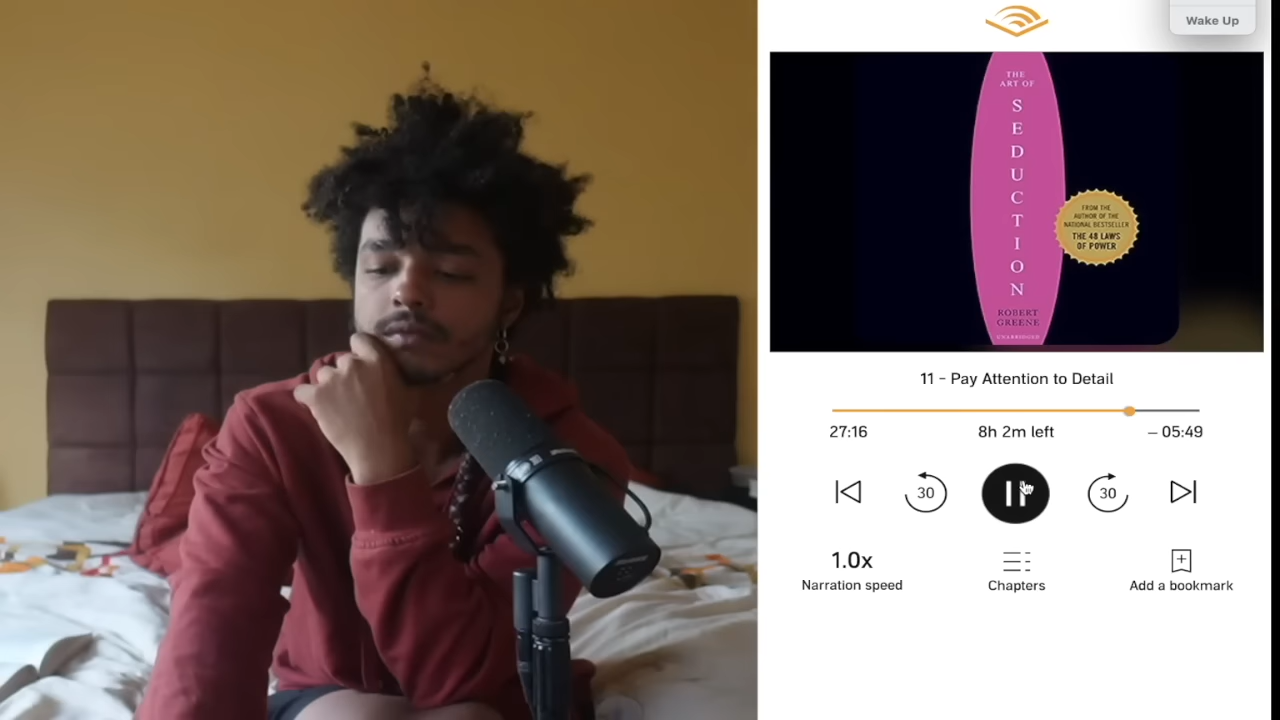 Wake Up
THE
ART OF
SEDUCTION
FROM THE
AUTHOR OF THE
NATIONAL BESTSELLER
THE 48 LAWS
OF POWER
ROBERT
GREENE
UNABRIDGED
11 - Pay Attention to Detail
27:16
8h 2m left
– 05:49
30
30
1.0x
Narration speed
Chapters
Add a bookmark